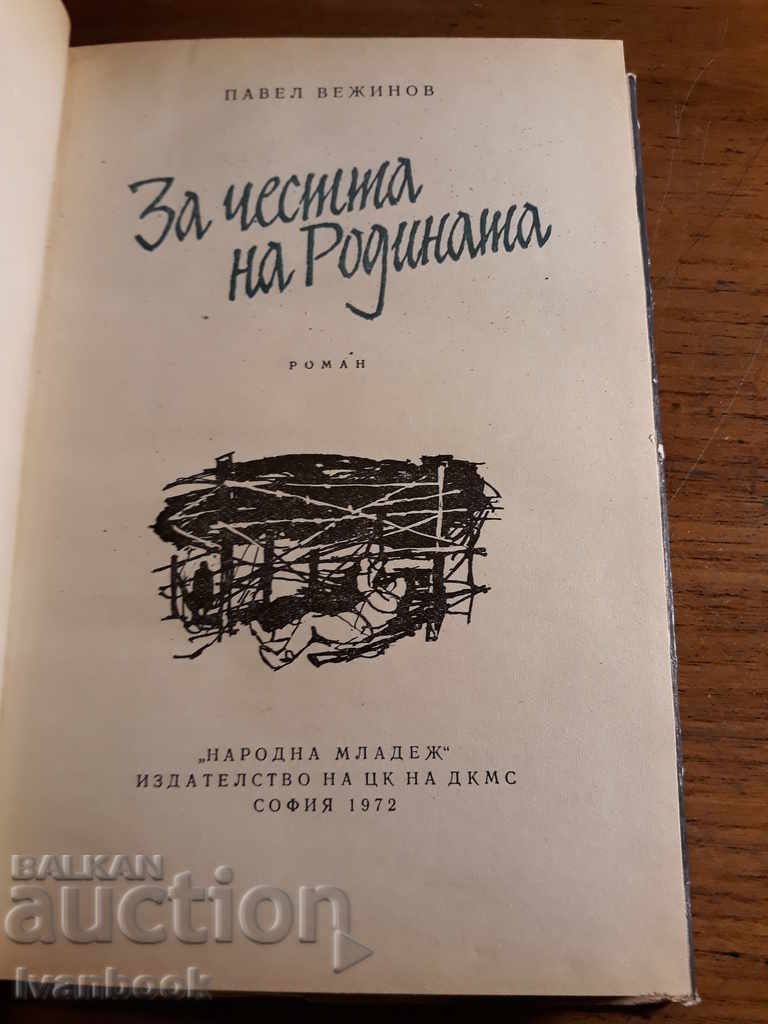 ПАВЕЛ ВЕЖИНОВ
За честта
на Родината
РОМАН
„НАРОДНА МЛАДЕЖ“
ИЗДАТЕЛСТВО НА ЦК НА ДКМС
СОФИЯ 1972
BALKAN
auction
Ivanbook